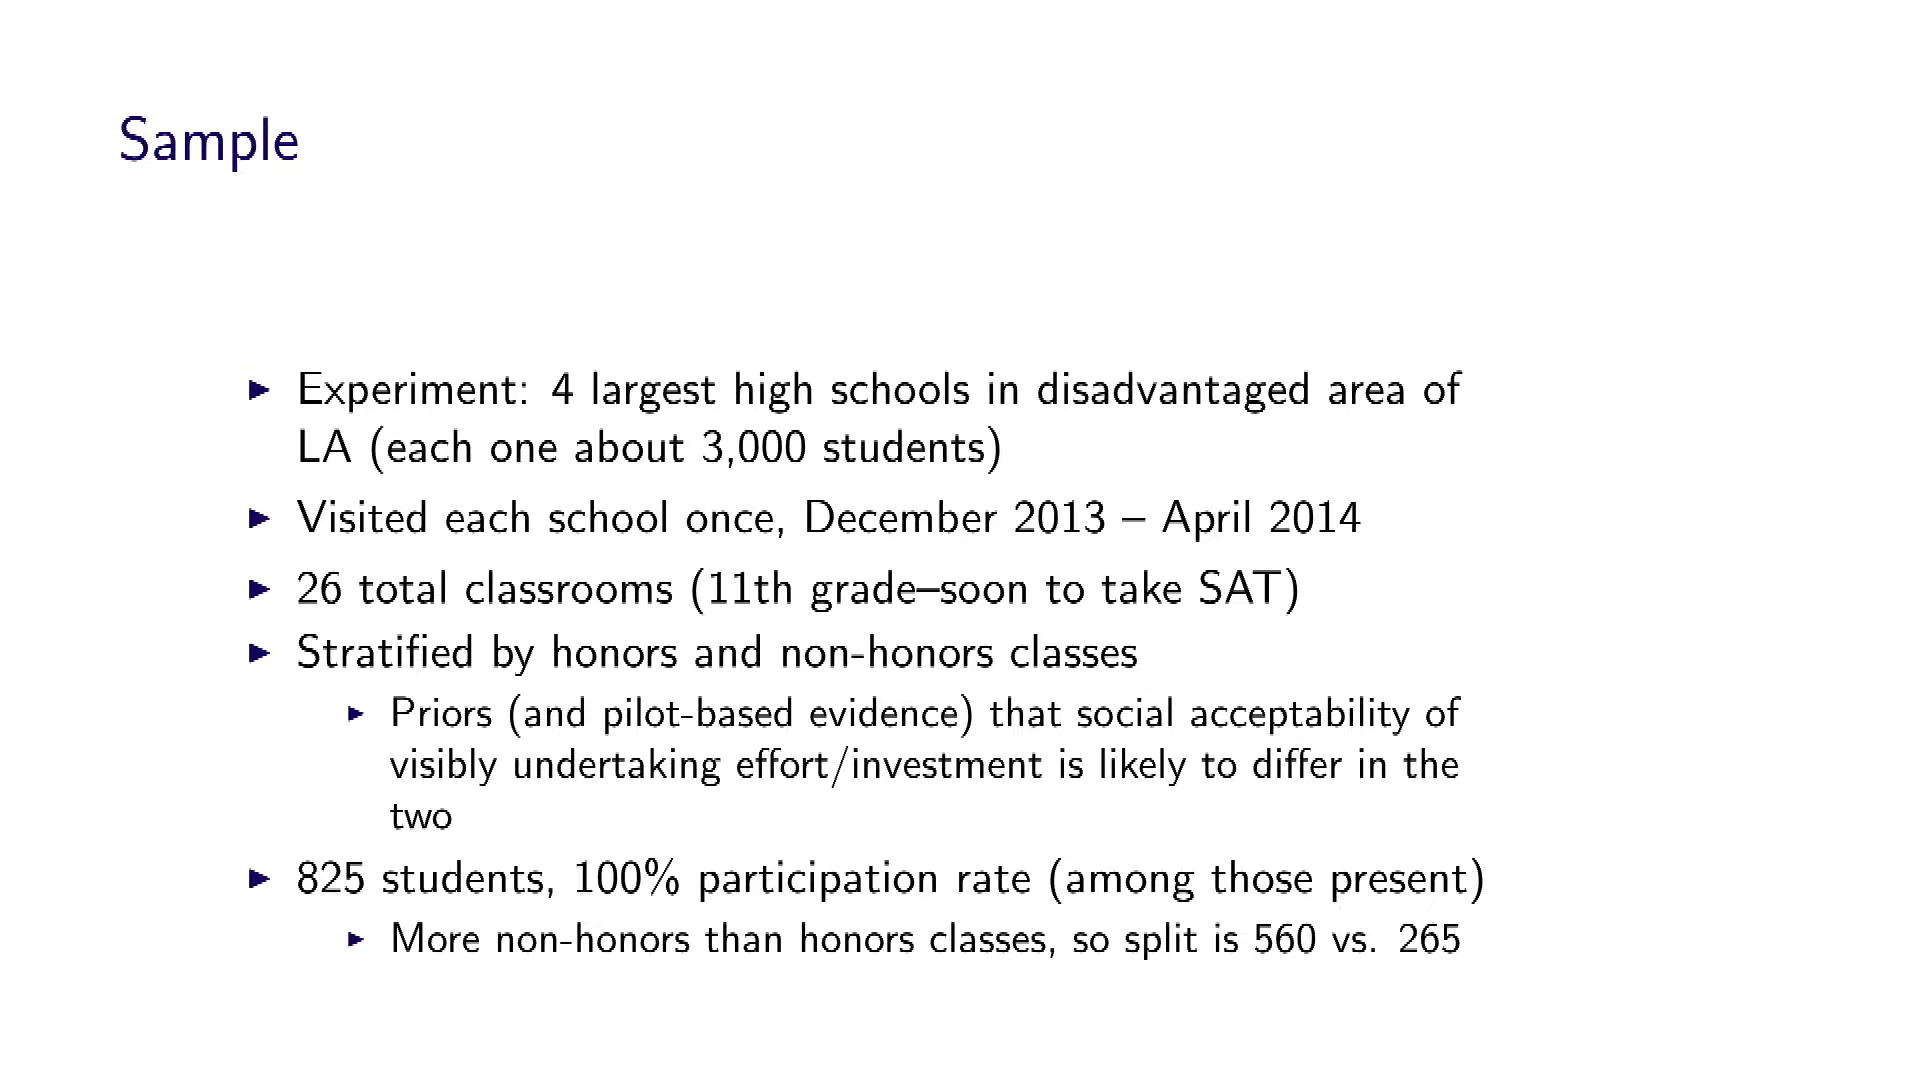 Sample
▶ Experiment: 4 largest high schools in disadvantaged area of
LA (each one about 3,000 students)
▶ Visited each school once, December 2013 – April 2014
▶ 26 total classrooms (11th grade–soon to take SAT)
▶ Stratified by honors and non-honors classes
▶ Priors (and pilot-based evidence) that social acceptability of
visibly undertaking effort/investment is likely to differ in the
two
▶ 825 students, 100% participation rate (among those present)
▶ More non-honors than honors classes, so split is 560 vs. 265